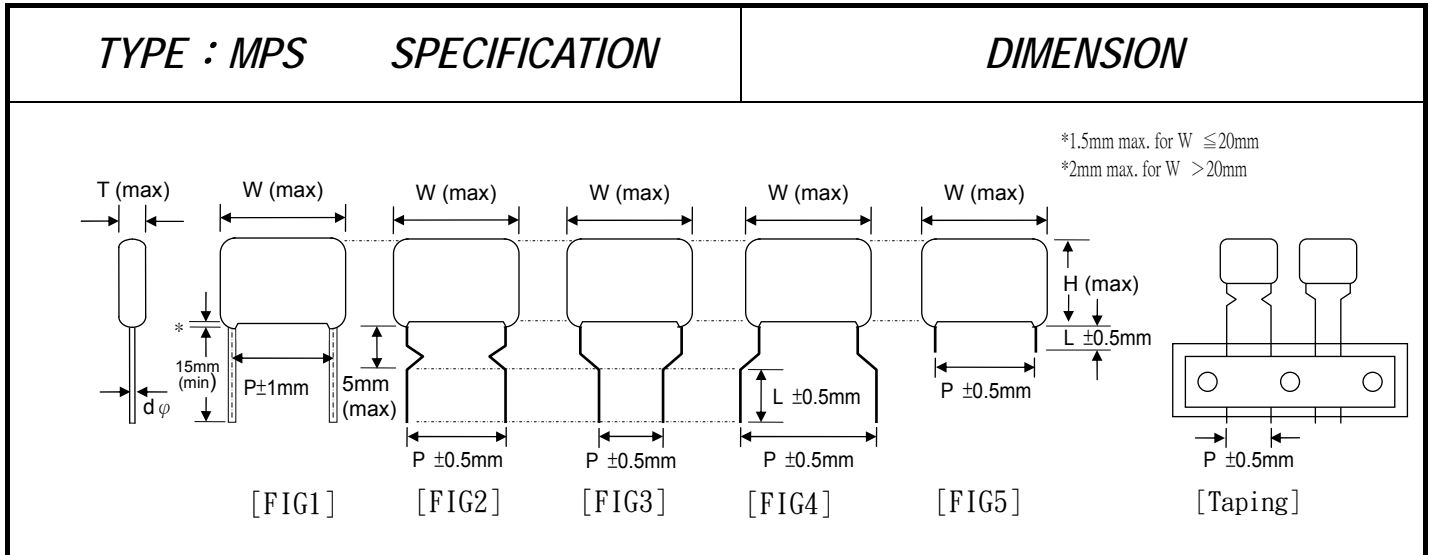 TYPE：MPS SPECIFICATION
DIMENSION
*1.5mm max. for W ≦20mm
*2mm max. for W ＞20mm
T (max)
W (max)
W (max)
W (max)
W (max)
W (max)
H (max)
L ±0.5mm
*
15mm
(min)
dφ
P±1mm
5mm
(max)
L ±0.5mm
P ±0.5mm
P ±0.5mm
P ±0.5mm
P ±0.5mm
P ±0.5mm
[FIG1]
[FIG2]
[FIG3]
[FIG4]
[FIG5]
[Taping]